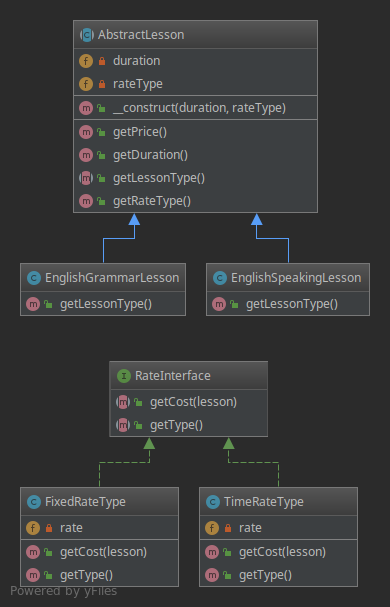 AbstractLesson
duration
rateType
__construct(duration, rateType)
getPrice()
getDuration()
getLessonType()
getRateType()
EnglishGrammarLesson
getLessonType()
EnglishSpeakingLesson
getLessonType()
RateInterface
getCost(lesson)
getType()
FixedRateType
rate
getCost(lesson)
getType()
TimeRateType
rate
getCost(lesson)
getType()
Powered by yFiles